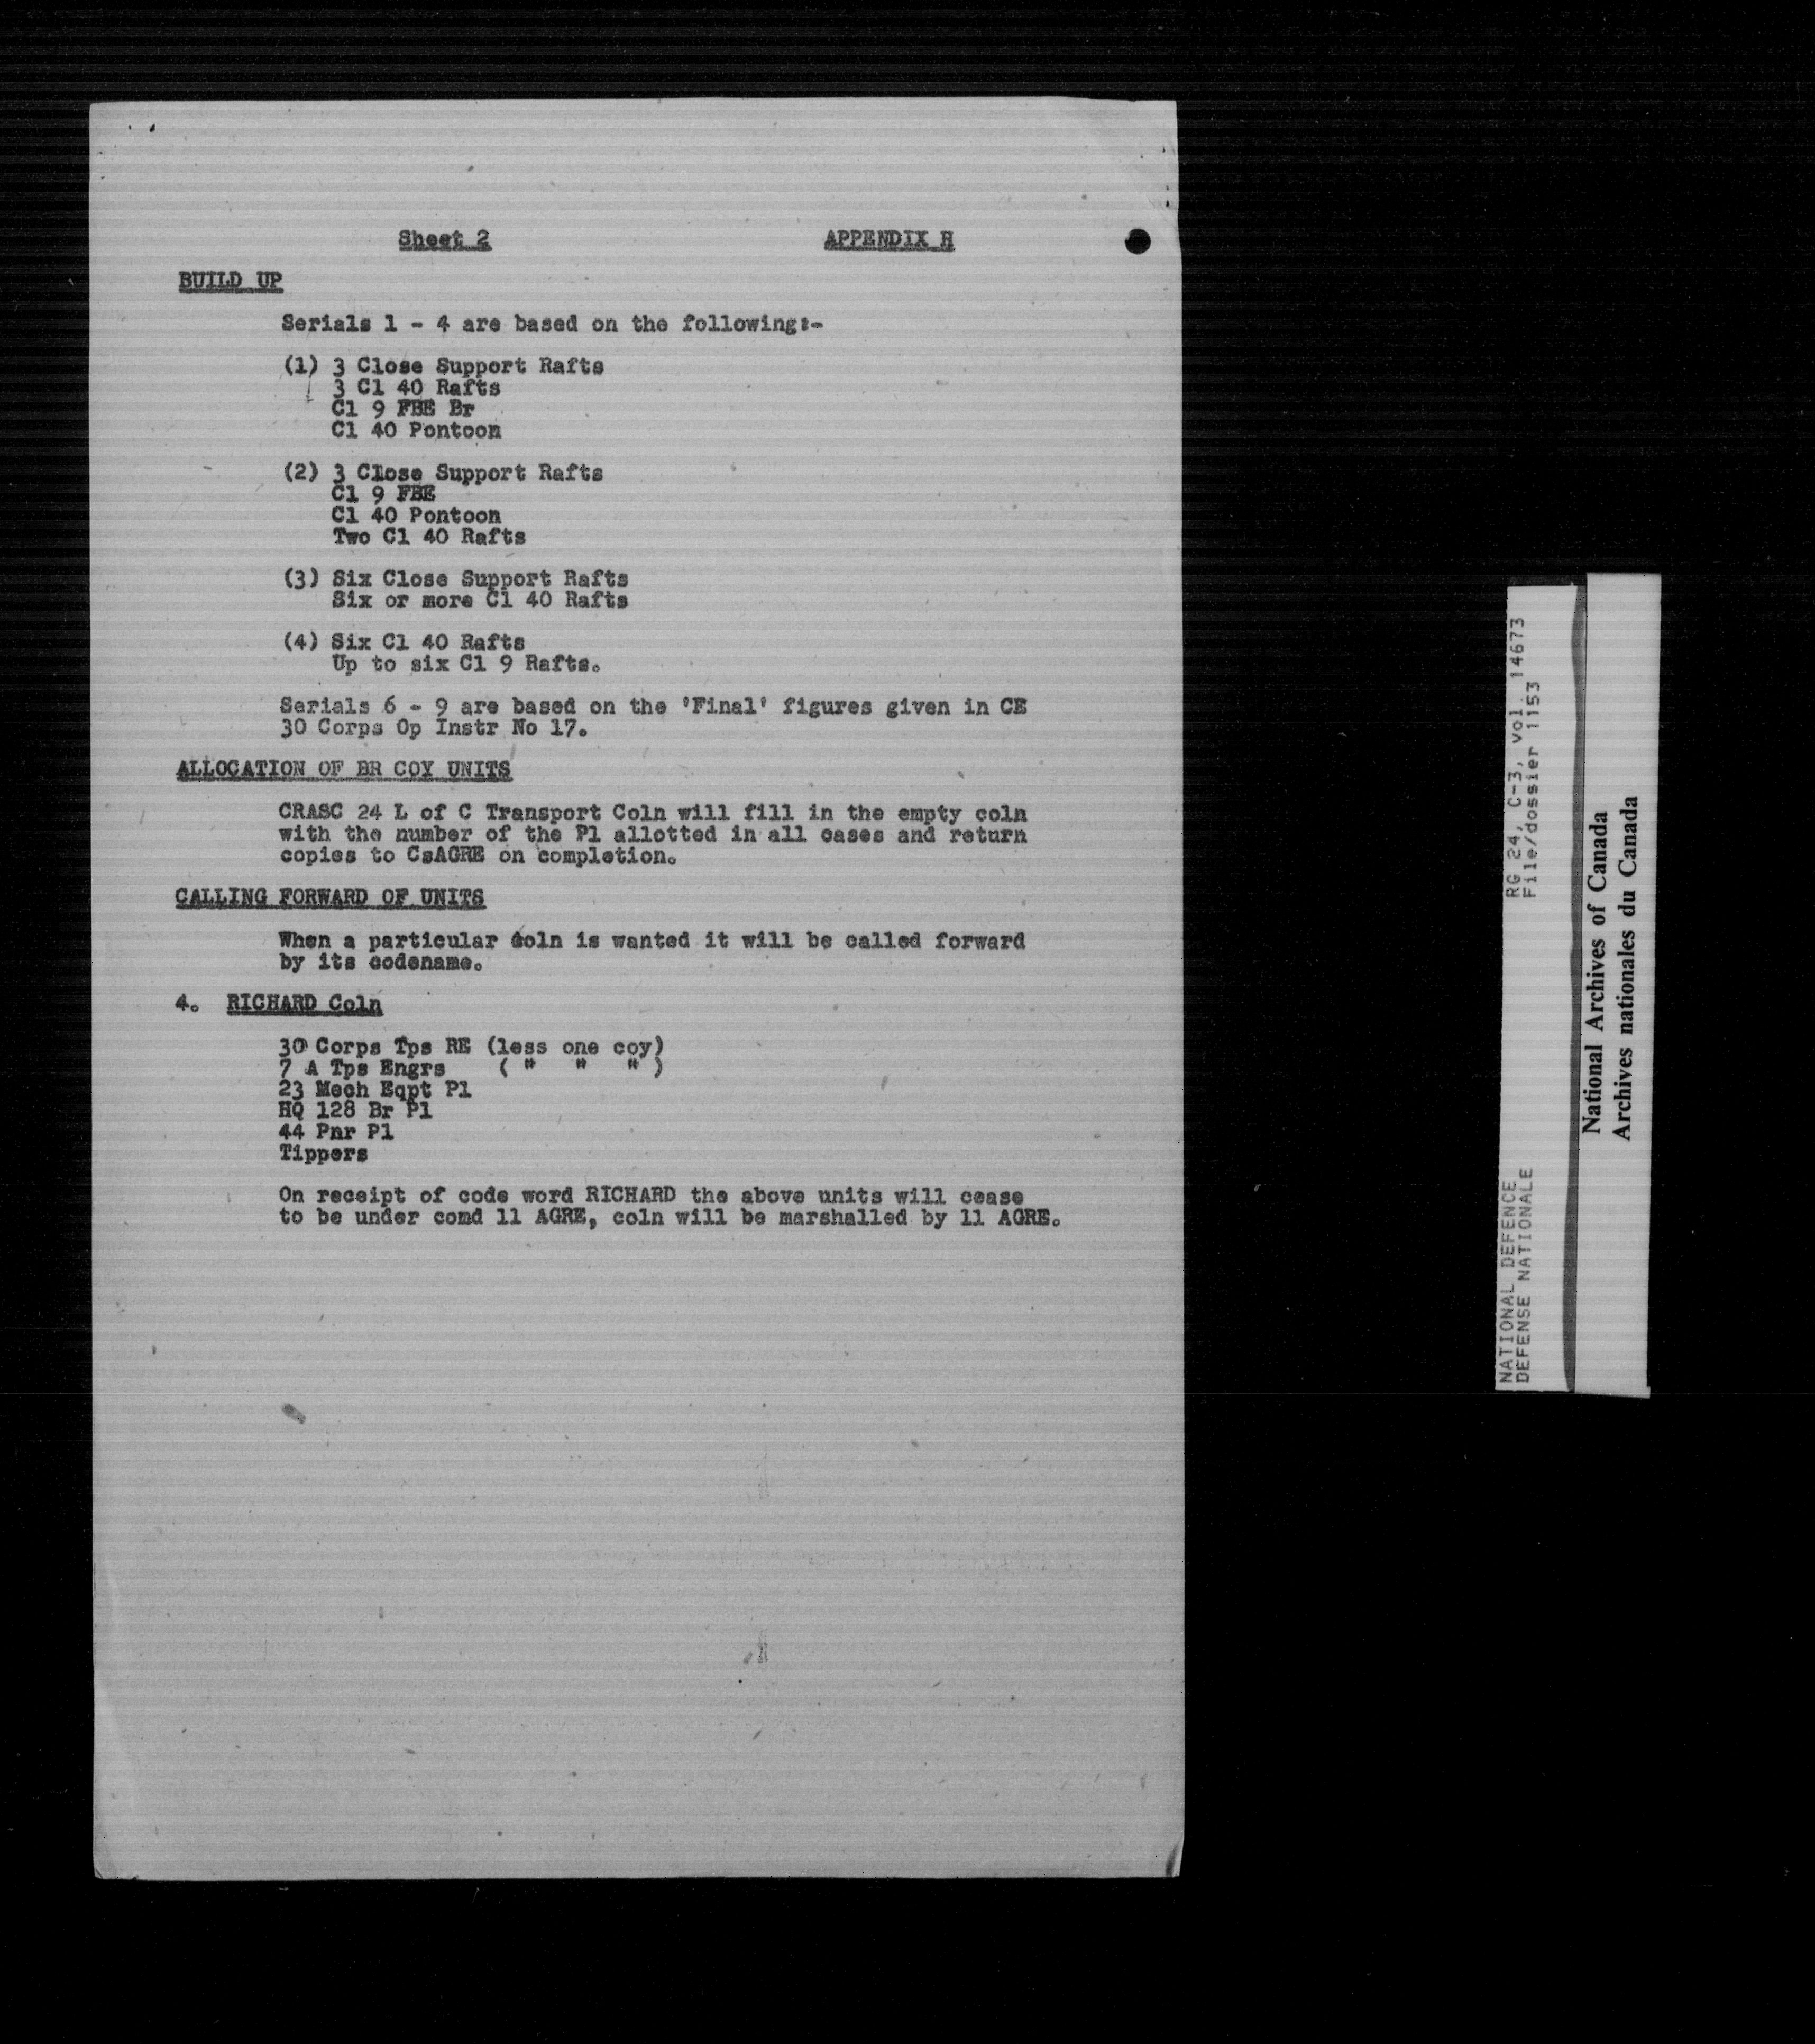 Sheet 2 APPENDIX H
BUILD UP
Serials 1 - 4 are based on the following:-
(1) 3 Close Support Rafts
3 Cl 40 Rafts
Cl 9 FBE Br
Cl 40 Pontoon
(2) 3 Close Support Rafts
Cl 9 FBE
Cl 40 Pontoon
Two Cl 40 Rafts
(3) Six Close Support Rafts
Six or more Cl 40 Rafts
(4) Six Cl 40 Rafts
Up to six Cl 9 Rafts.
Serials 6 - 9 are based on the 'Final' figures given in CE
30 Corps Op Instr No 17.
ALLOCATION OF BR COY UNITS
CRASC 24 L of C Transport Coln will fill in the empty coln
with the number of the Pl allotted in all cases and return
copies to CsAGRE on completion.
CALLING FORWARD OF UNITS
When a particular coln is wanted it will be called forward
by its codename.
4. RICHARD Coln
30 Corps Tps RE (less one coy)
7 A Tps Engrs ( " " " )
23 Mech Eqpt Pl
HQ 128 Br Pl
44 Pnr Pl
Tippers
On receipt of code word RICHARD the above units will cease
to be under comd 11 AGRE, coln will be marshalled by 11 AGRE.
NATIONAL DEFENCE RG 24, C-3, vol. 14673
DEFENSE NATIONALE File/dossier 1153
National Archives of Canada
Archives nationales du Canada